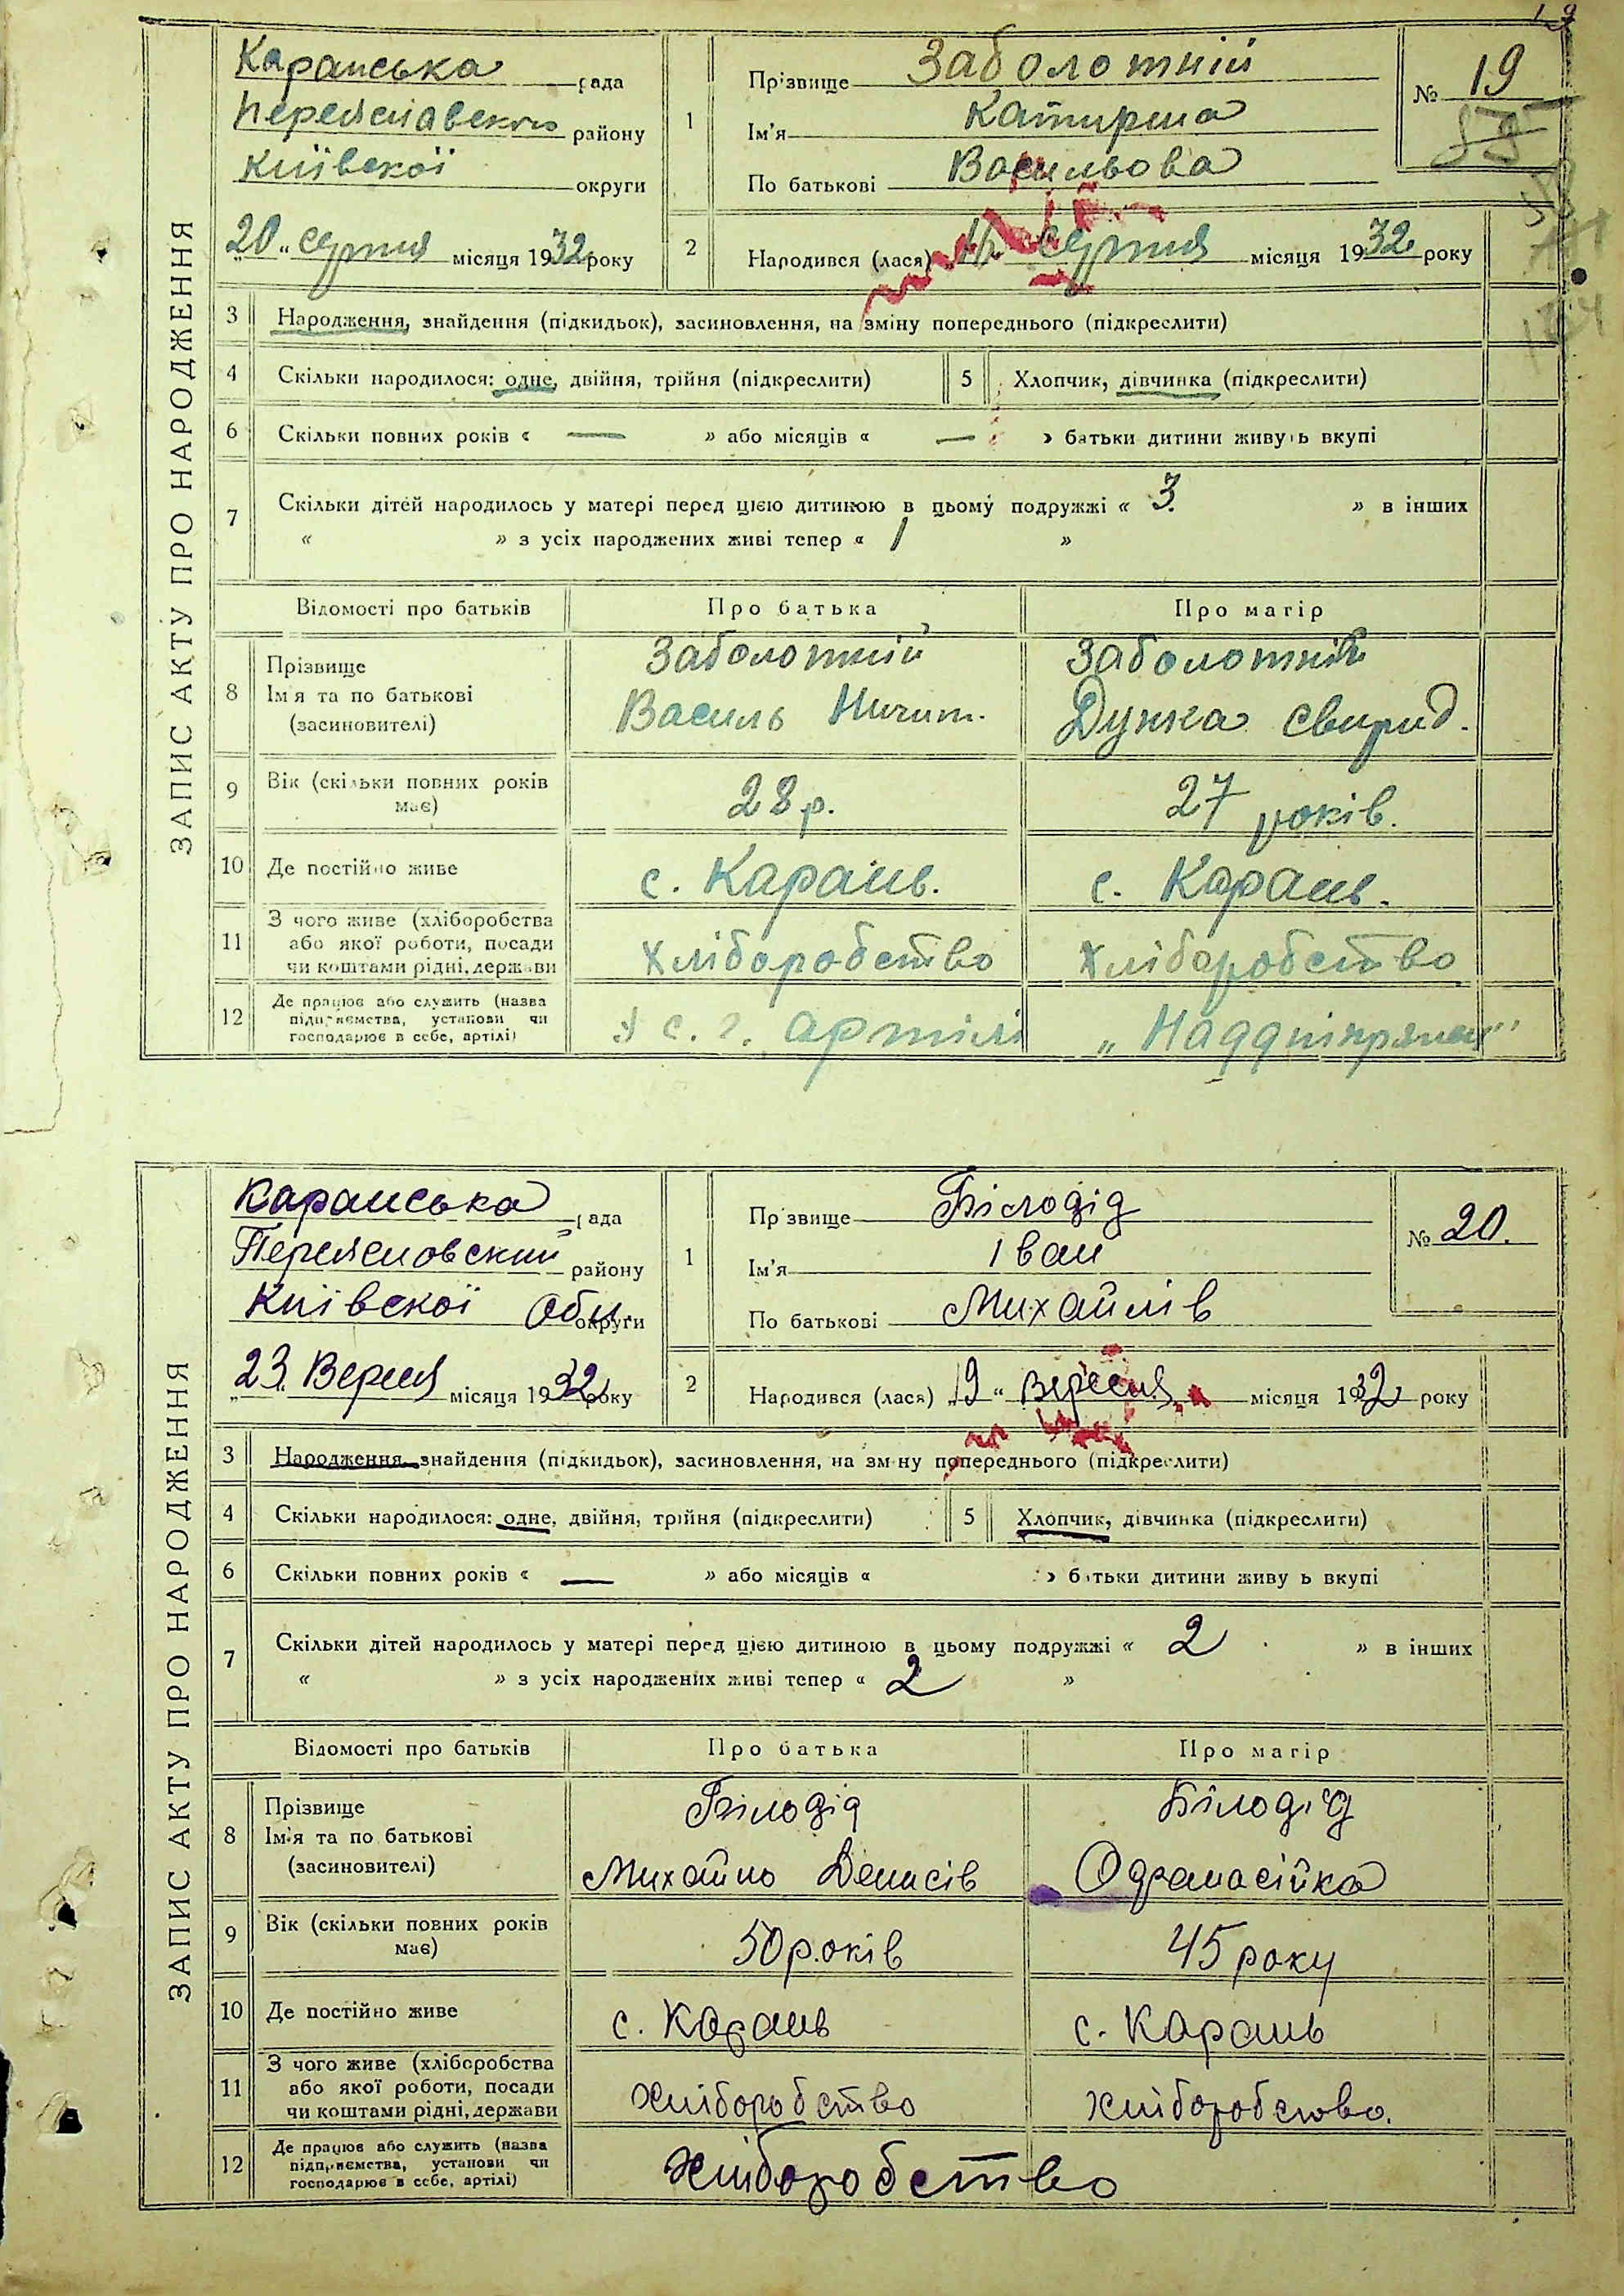 ЗАПИС АКТУ ПРО НАРОДЖЕННЯ
Каранська рада
Переяславского району
Київскої округи
20 " серпня місяця 1932 року
1
Прізвище Заболотній
Ім'я Катирина
По батькові Васильова
№ 19
2
Народився (лася) серпня місяця 1932 року
3 Народження, знайдення (підкидьок), засиновлення, на зміну попереднього (підкреслити)
4 Скільки народилося: одне, двійня, трійня (підкреслити)
5 Хлопчик, дівчинка (підкреслити)
6 Скільки повних років « — » або місяців « — » батьки дитини живуть вкупі
7 Скільки дітей народилось у матері перед цією дитиною в цьому подружжі « 3 » в інших
« » з усіх народжених живі тепер « 1 »
Відомості про батьків Про батька Про матір
8 Прізвище Ім'я та по батькові (засиновителі)
Заболотній Заболотній
Василь Ничип. Дунка Свирид.
9 Вік (скільки повних років має) 28 р. 27 років.
10 Де постійно живе с. Карань. с. Карань.
11 З чого живе (хліборобства або якої роботи, посади чи коштами рідні, держави Хліборобство Хліборобство
12 Де працює або служить (назва підприємства, установи чи господарює в себе, артілі) с. г. артілі „Наддніпрянець"
ЗАПИС АКТУ ПРО НАРОДЖЕННЯ
Каранська рада
Переясловский району
Київскої Обл. округи
„23" Верня місяця 1932 року
1
Прізвище Білодід
Ім'я Іван
По батькові Михайлів
№ 20.
2
Народився (лася) „19" Вересня місяця 1932 року
3 Народження, знайдення (підкидьок), засиновлення, на зміну попереднього (підкреслити)
4 Скільки народилося: одне, двійня, трійня (підкреслити)
5 Хлопчик, дівчинка (підкреслити)
6 Скільки повних років « — » або місяців « » батьки дитини живуть вкупі
7 Скільки дітей народилось у матері перед цією дитиною в цьому подружжі « 2 » в інших
« » з усіх народжених живі тепер « 2 »
Відомості про батьків Про батька Про матір
8 Прізвище Ім'я та по батькові (засиновителі)
Білодід Білодід
Михайло Денисів
9 Вік (скільки повних років має) 50 років 45 року
10 Де постійно живе с. Карань с. Карань
11 З чого живе (хліборобства або якої роботи, посади чи коштами рідні, держави Хліборобство Хліборобсьво.
12 Де працює або служить (назва підприємства, установи чи господарює в себе, артілі) Хліборобство